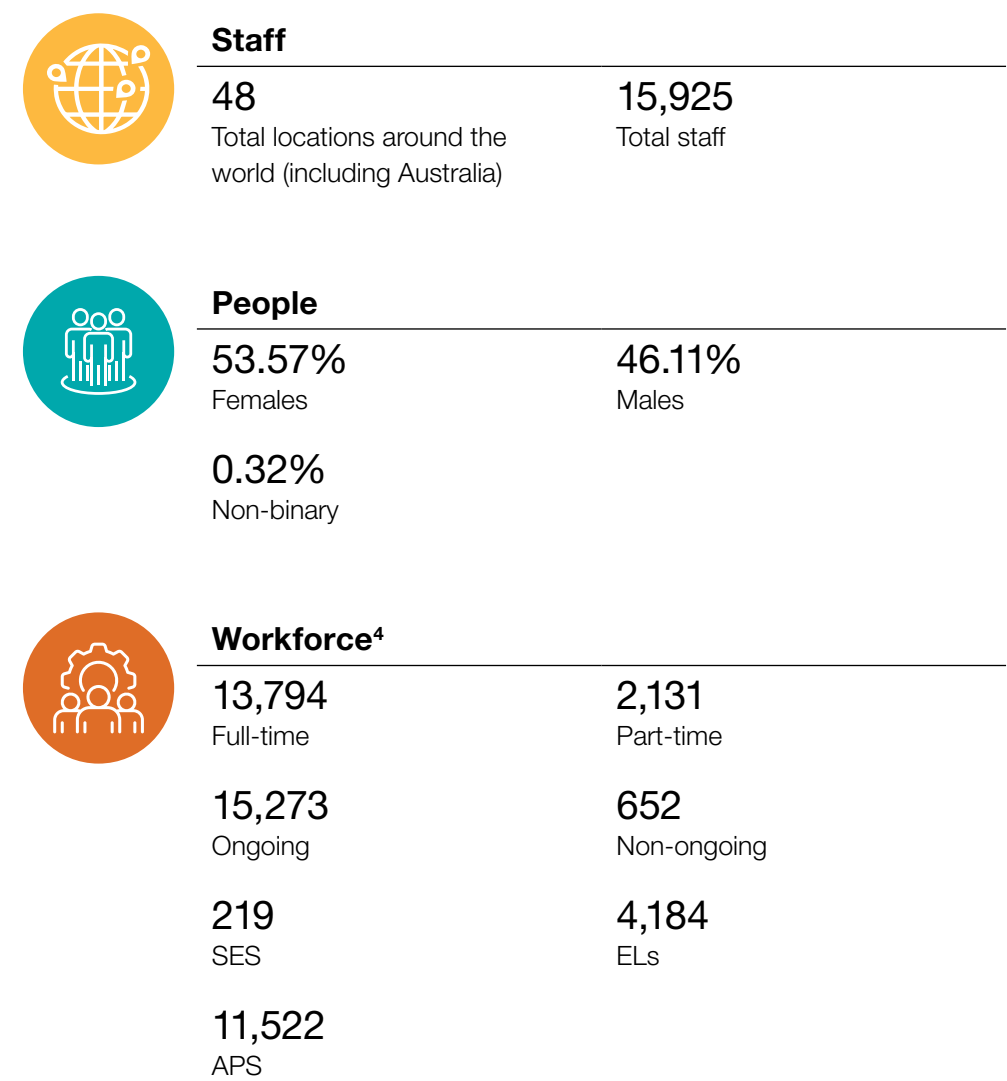 Staff
48
Total locations around the
world (including Australia)
15,925
Total staff
People
53.57%
Females
46.11%
Males
0.32%
Non-binary
Workforce⁴
13,794
Full-time
2,131
Part-time
15,273
Ongoing
652
Non-ongoing
219
SES
4,184
ELs
11,522
APS